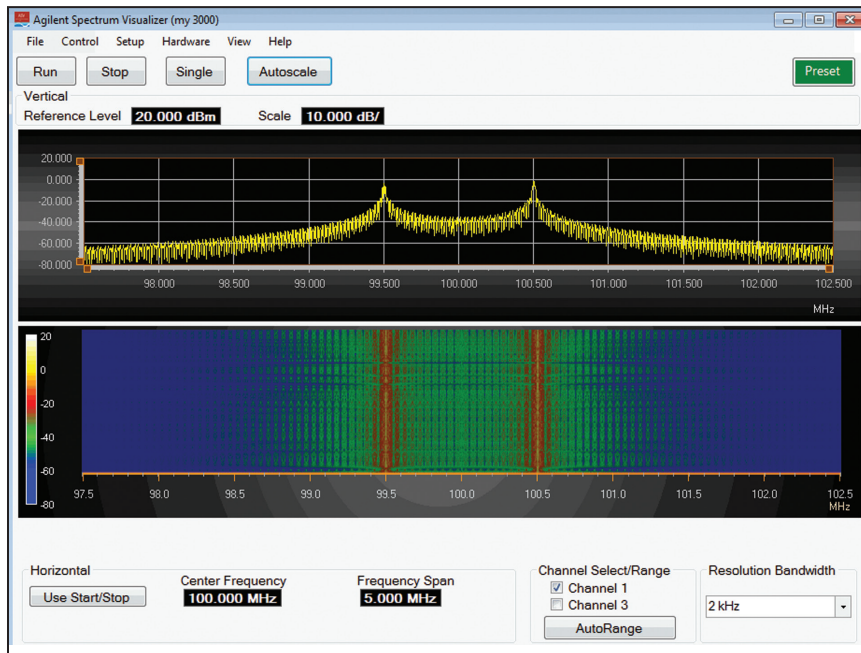 Agilent Spectrum Visualizer (my 3000)
File Control Setup Hardware View Help
Run Stop Single Autoscale Preset
Vertical
Reference Level 20.000 dBm Scale 10.000 dB/
20.000
0.000
-20.000
-40.000
-60.000
-80.000
98.000 98.500 99.000 99.500 100.000 100.500 101.000 101.500 102.000 102.500
MHz
20
0
-20
-40
-60
-80
97.5 98.0 98.5 99.0 99.5 100.0 100.5 101.0 101.5 102.0 102.5
MHz
Horizontal
Use Start/Stop
Center Frequency
100.000 MHz
Frequency Span
5.000 MHz
Channel Select/Range
Channel 1
Channel 3
AutoRange
Resolution Bandwidth
2 kHz